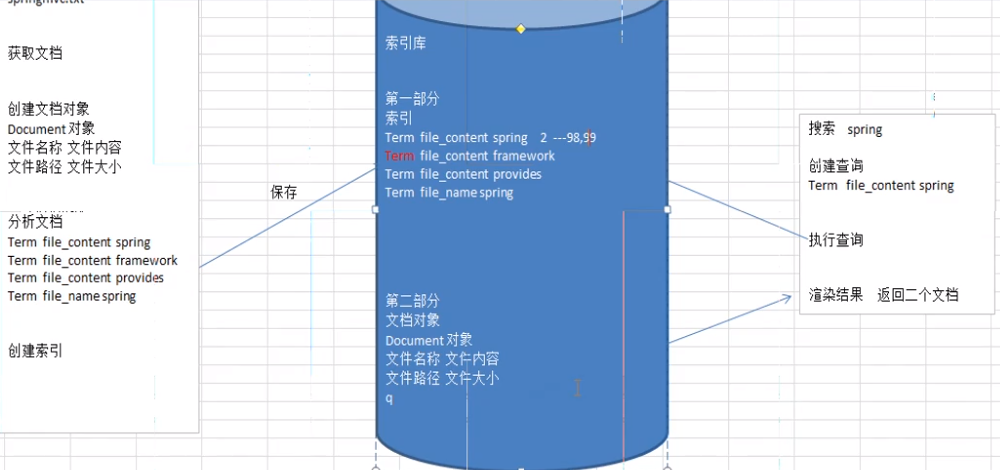 获取文档
创建文档对象
Document 对象
文件名称 文件内容
文件路径 文件大小
分析文档
Term file_content spring
Term file_content framework
Term file_content provides
Term file_name spring
创建索引
保存
索引库
第一部分
索引
Term file_content spring 2 ---98,99
Term file_content framework
Term file_content provides
Term file_name spring
第二部分
文档对象
Document 对象
文件名称 文件内容
文件路径 文件大小
q
搜索 spring
创建查询
Term file_content spring
执行查询
渲染结果 返回二个文档